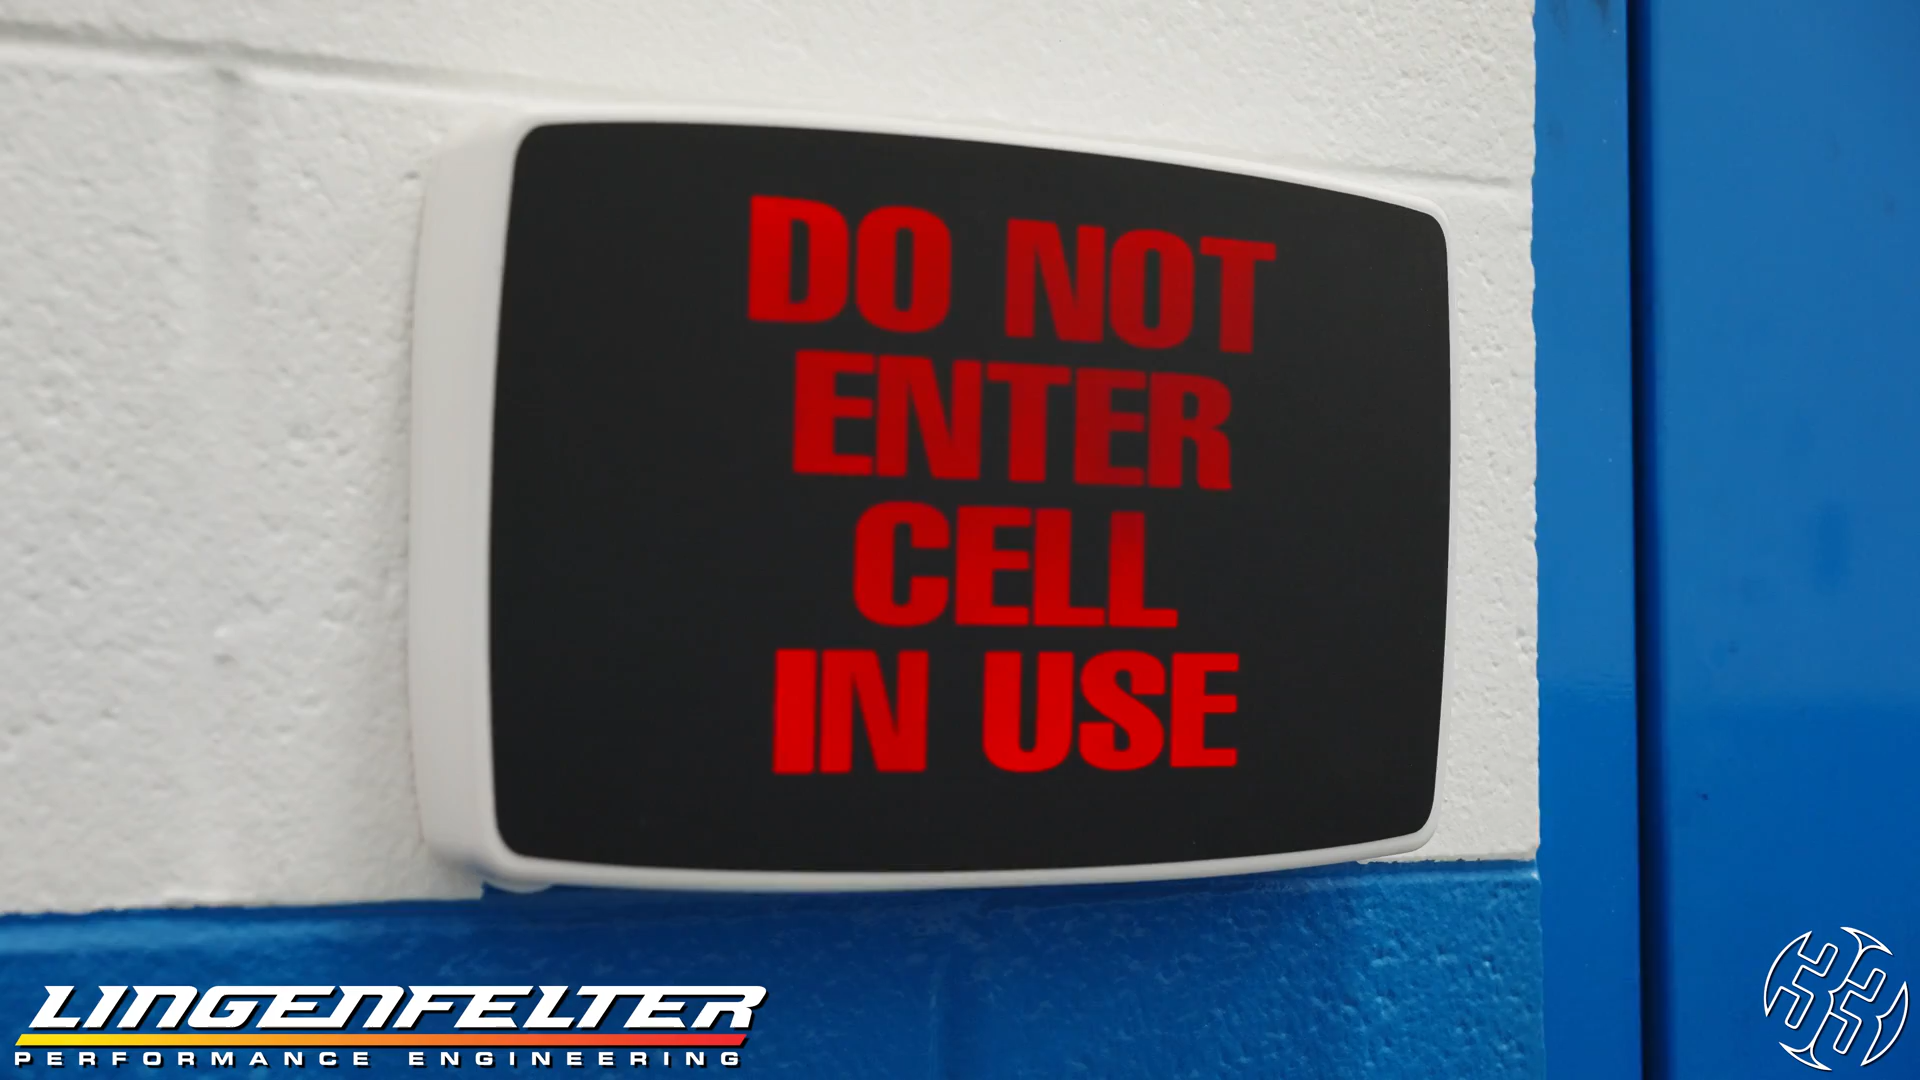 DO NOT
ENTER
CELL
IN USE
LINGENFELTER
PERFORMANCE ENGINEERING